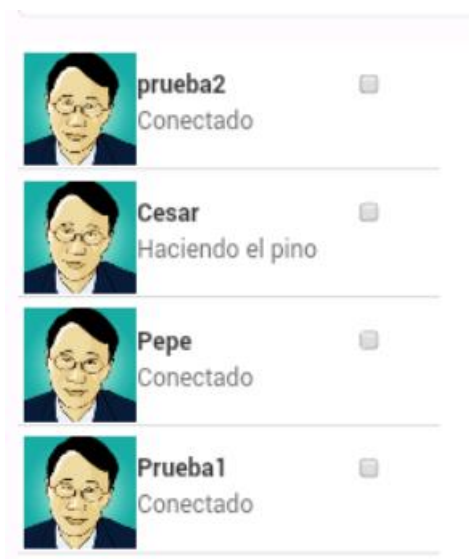 prueba2
Conectado
Cesar
Haciendo el pino
Pepe
Conectado
Prueba1
Conectado